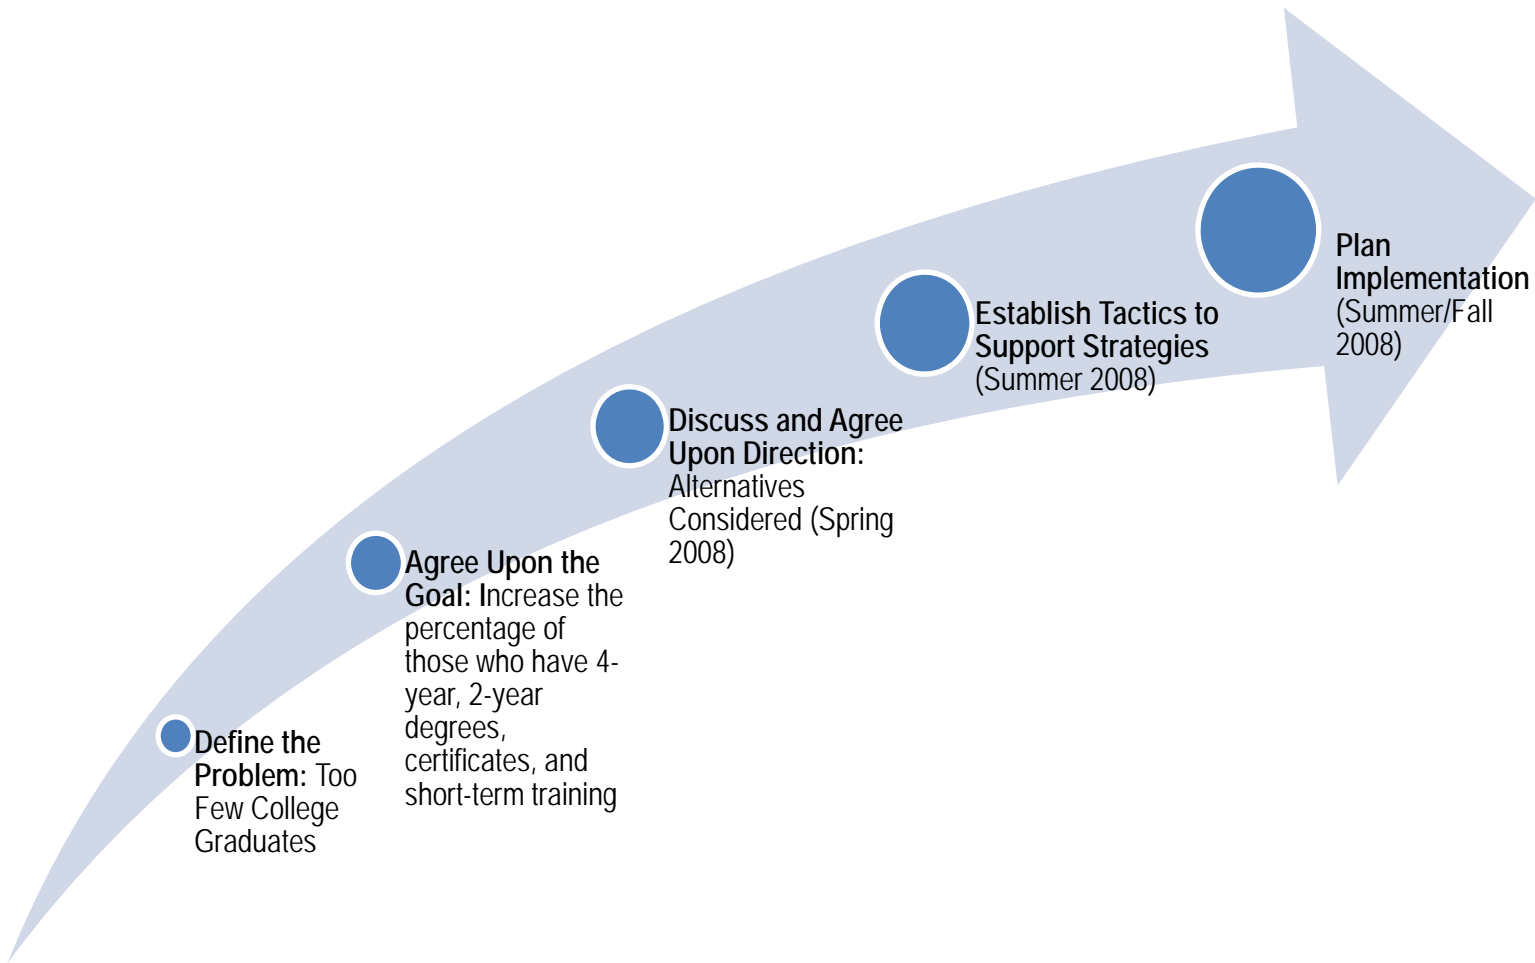 Define the
Problem: Too
Few College
Graduates
Agree Upon the
Goal: Increase the
percentage of
those who have 4-
year, 2-year
degrees,
certificates, and
short-term training
Discuss and Agree
Upon Direction:
Alternatives
Considered (Spring
2008)
Establish Tactics to
Support Strategies
(Summer 2008)
Plan
Implementation
(Summer/Fall
2008)